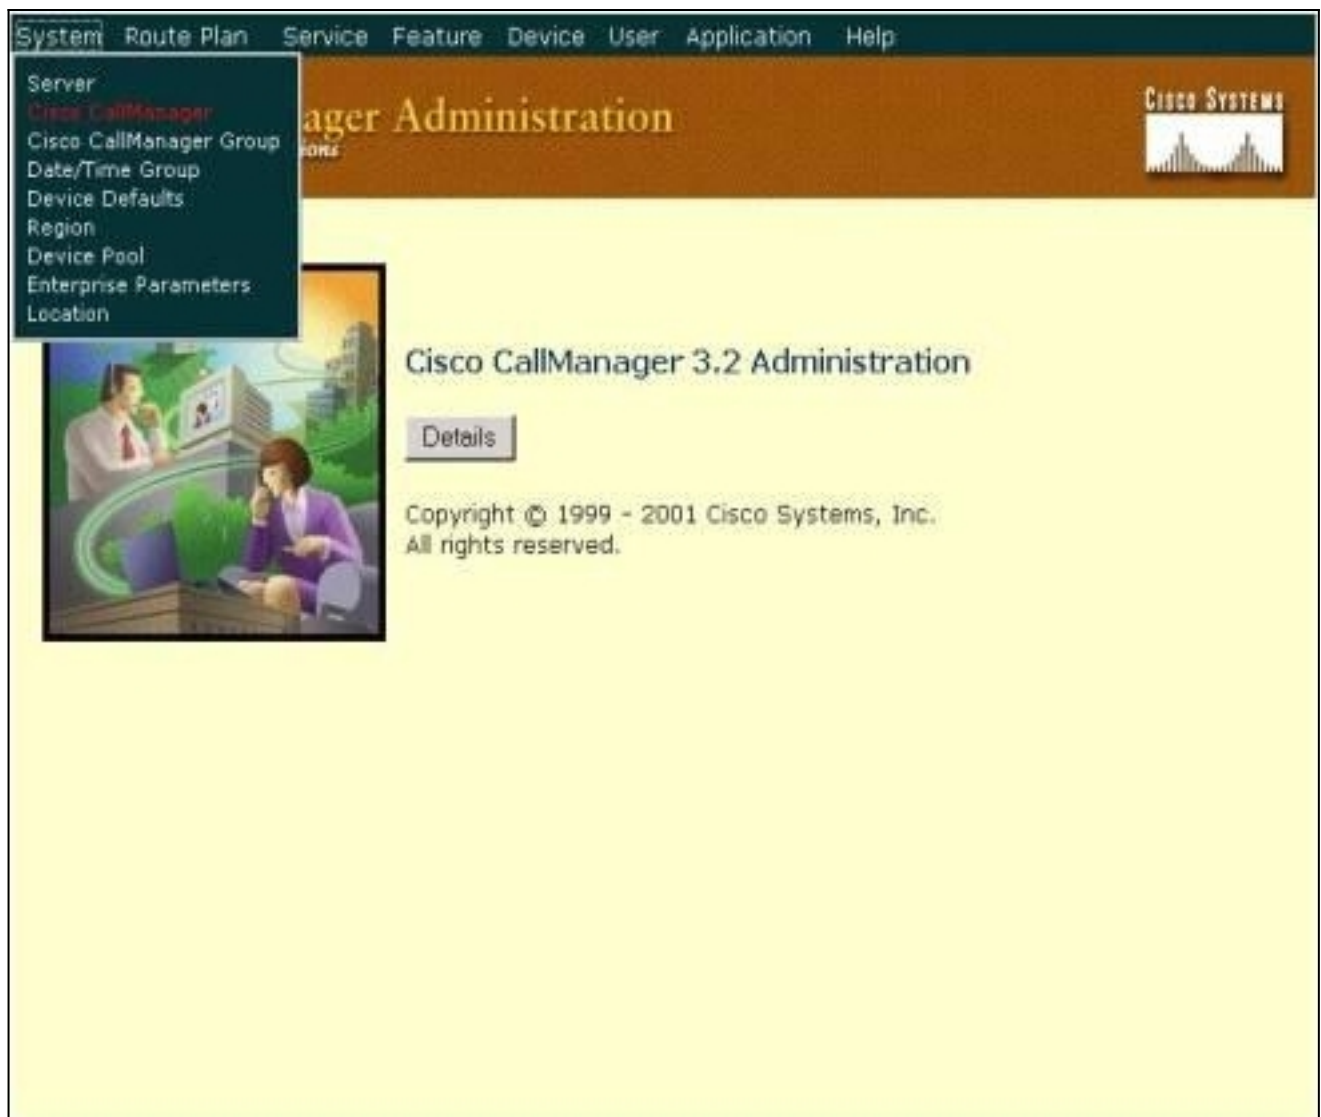 System Route Plan Service Feature Device User Application Help
Server
Cisco CallManager
Cisco CallManager Group
Date/Time Group
Device Defaults
Region
Device Pool
Enterprise Parameters
Location
ager Administration
ions
CISCO SYSTEMS
Cisco CallManager 3.2 Administration
Details
Copyright © 1999 - 2001 Cisco Systems, Inc.
All rights reserved.